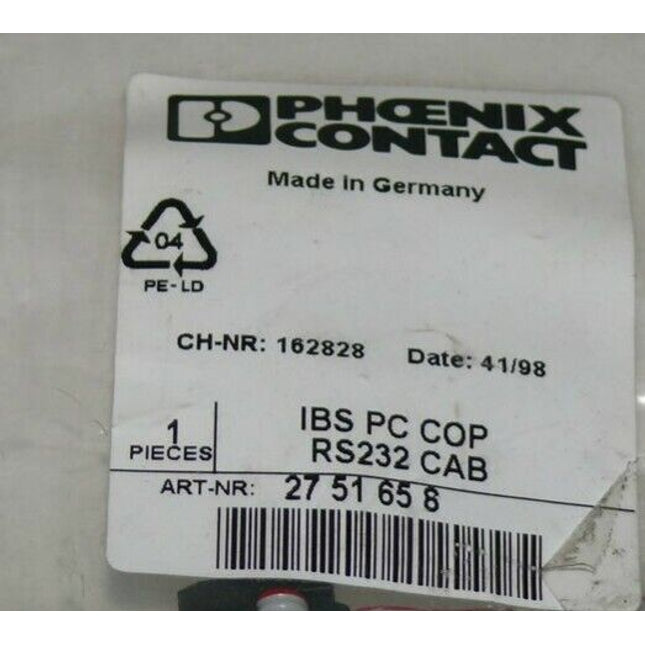 PHŒNIX
CONTACT
Made in Germany
04
PE-LD
CH-NR: 162828 Date: 41/98
1
PIECES
IBS PC COP
RS232 CAB
ART-NR: 27 51 65 8